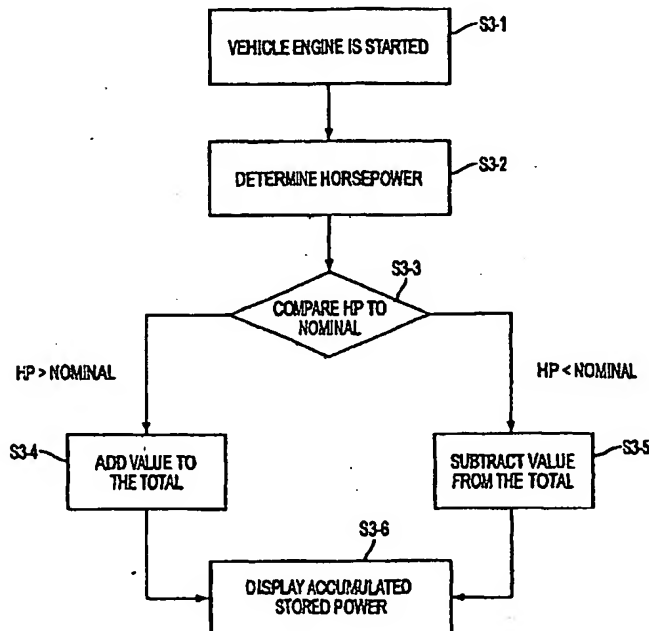 VEHICLE ENGINE IS STARTED
S3-1
DETERMINE HORSEPOWER
S3-2
S3-3
COMPARE HP TO
NOMINAL
HP > NOMINAL
HP < NOMINAL
S3-4
ADD VALUE TO
THE TOTAL
SUBTRACT VALUE
FROM THE TOTAL
S3-5
S3-6
DISPLAY ACCUMULATED
STORED POWER